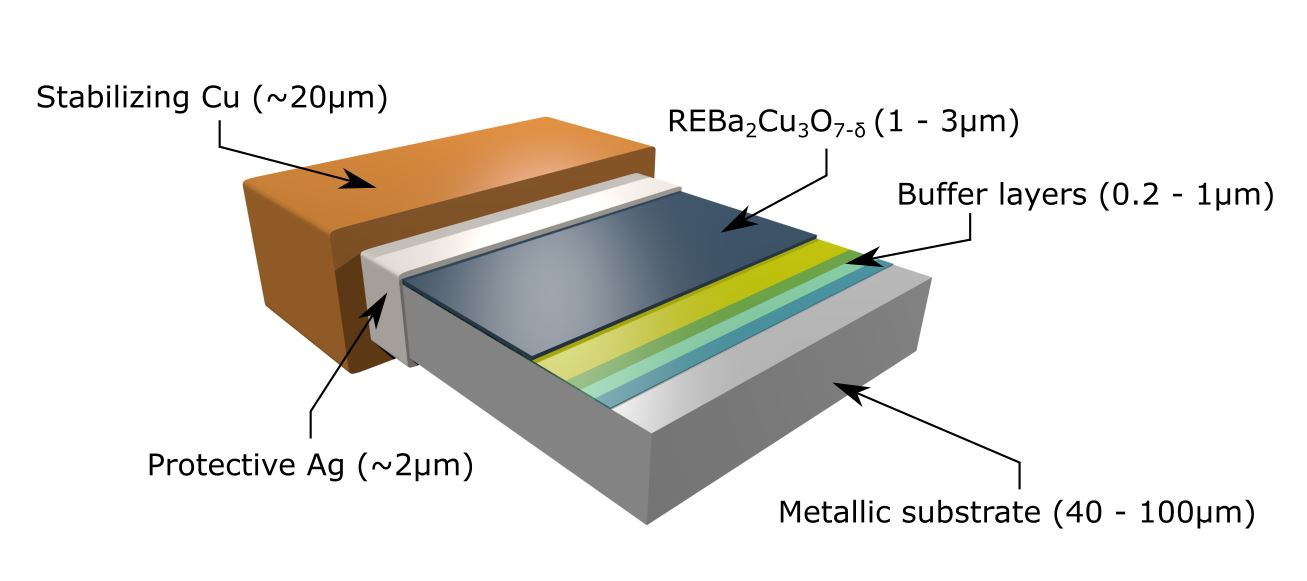 Stabilizing Cu (~20µm)
REBa₂Cu₃O₇₋δ (1 - 3µm)
Buffer layers (0.2 - 1µm)
Protective Ag (~2µm)
Metallic substrate (40 - 100µm)